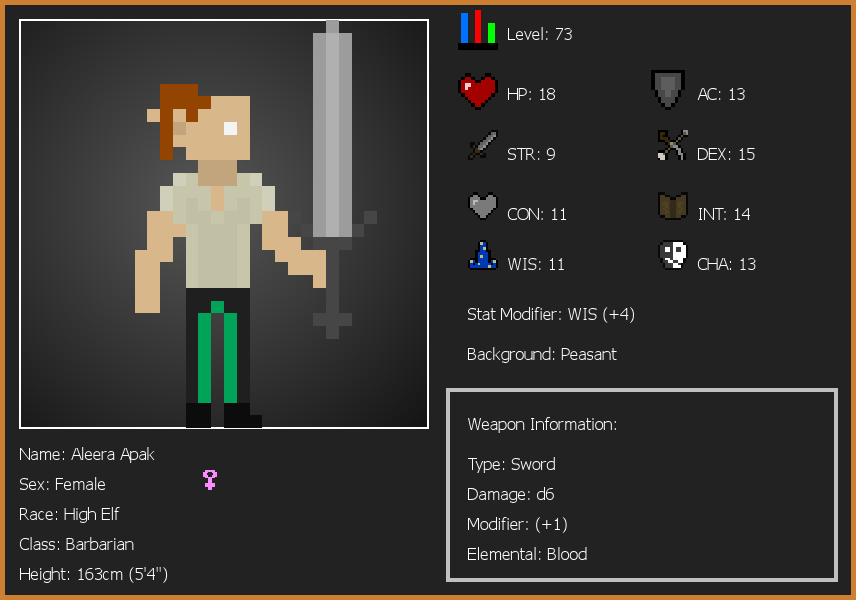 Level: 73
HP: 18
AC: 13
STR: 9
DEX: 15
CON: 11
INT: 14
WIS: 11
CHA: 13
Stat Modifier: WIS (+4)
Background: Peasant
Weapon Information:
Type: Sword
Damage: d6
Modifier: (+1)
Elemental: Blood
Name: Aleera Apak
Sex: Female
Race: High Elf
Class: Barbarian
Height: 163cm (5'4")